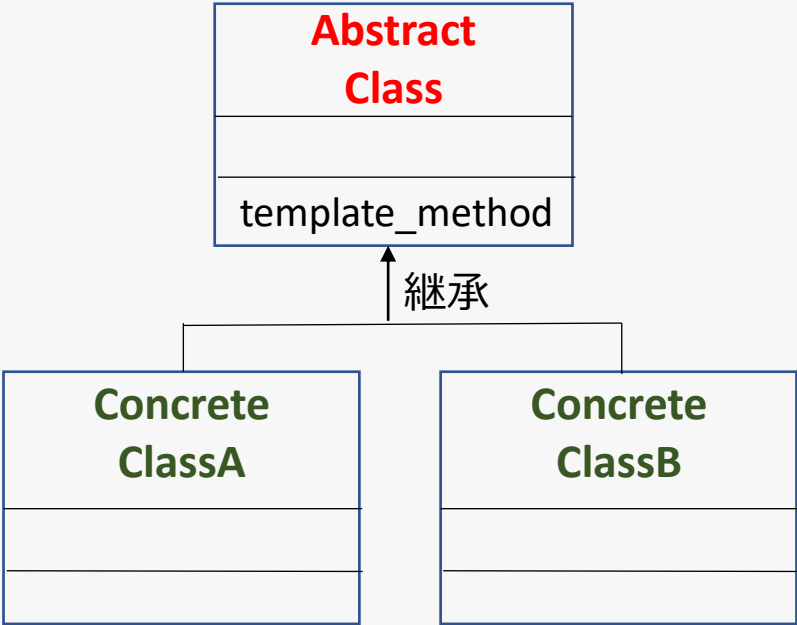 Abstract
Class
template_method
継承
Concrete
ClassA
Concrete
ClassB